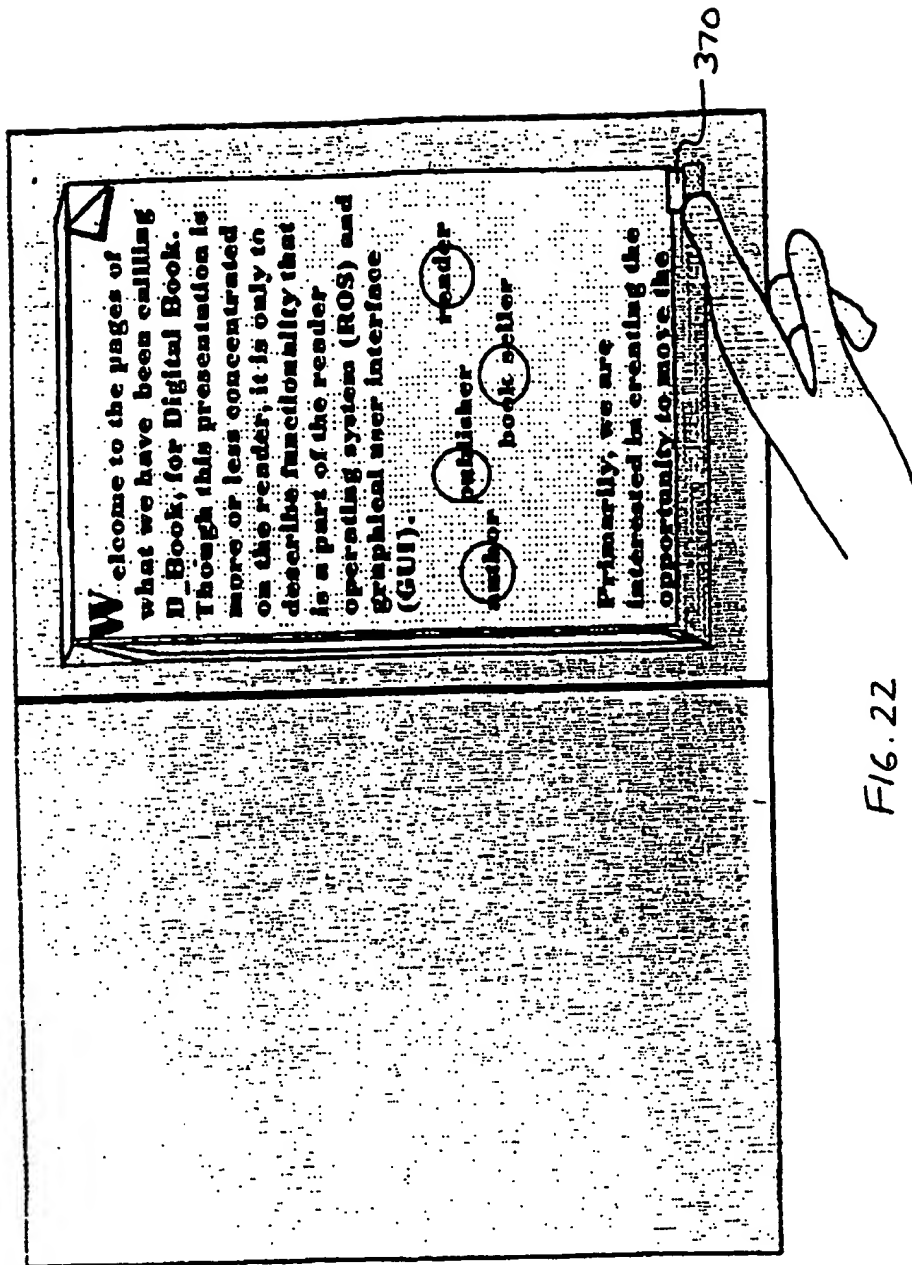 Welcome to the pages of
what we have been callling
D_Book, for Digital Book.
Though this presentation is
more or less concentrated
on the reader, it is only to
describe functionality that
is a part of the reader
operating system (ROS) and
graphical user interface
(GUI).
author publisher book seller reader
Primarily, we are
interested in creating the
opportunity to move the
370
FIG. 22